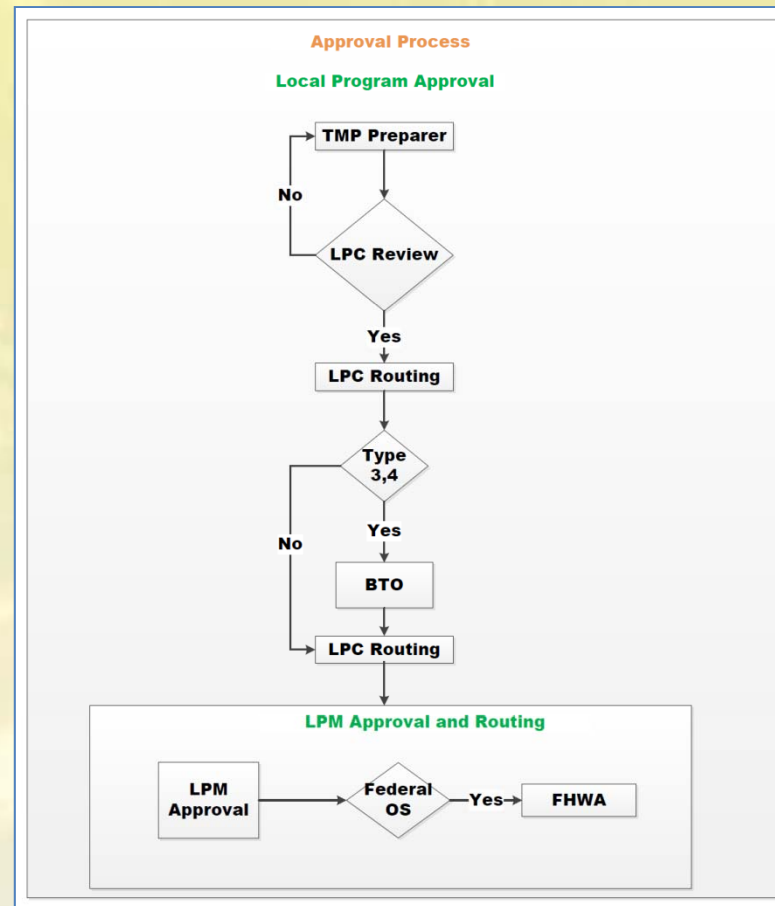 Approval Process
Local Program Approval
TMP Preparer
No
LPC Review
Yes
LPC Routing
Type
3,4
Yes
No
BTO
LPC Routing
LPM Approval and Routing
LPM
Approval
Federal
OS
Yes
FHWA